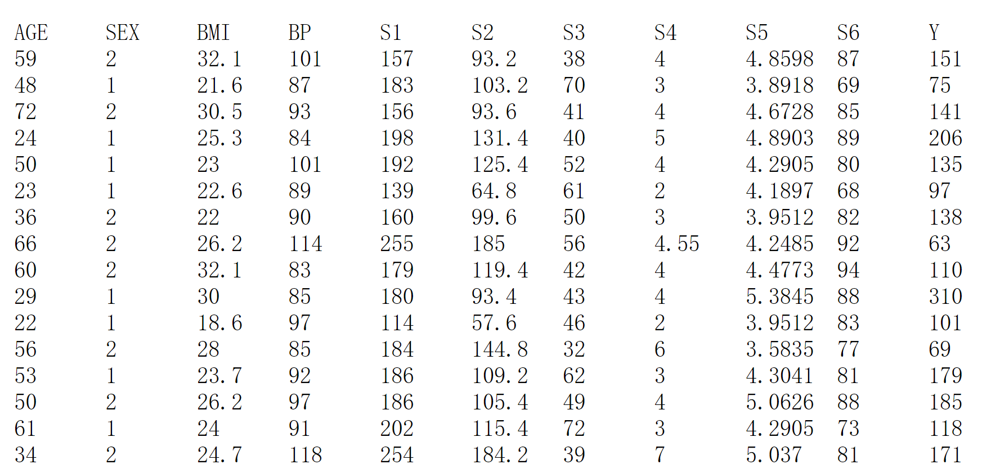 AGE SEX BMI BP S1 S2 S3 S4 S5 S6 Y
59 2 32.1 101 157 93.2 38 4 4.8598 87 151
48 1 21.6 87 183 103.2 70 3 3.8918 69 75
72 2 30.5 93 156 93.6 41 4 4.6728 85 141
24 1 25.3 84 198 131.4 40 5 4.8903 89 206
50 1 23 101 192 125.4 52 4 4.2905 80 135
23 1 22.6 89 139 64.8 61 2 4.1897 68 97
36 2 22 90 160 99.6 50 3 3.9512 82 138
66 2 26.2 114 255 185 56 4.55 4.2485 92 63
60 2 32.1 83 179 119.4 42 4 4.4773 94 110
29 1 30 85 180 93.4 43 4 5.3845 88 310
22 1 18.6 97 114 57.6 46 2 3.9512 83 101
56 2 28 85 184 144.8 32 6 3.5835 77 69
53 1 23.7 92 186 109.2 62 3 4.3041 81 179
50 2 26.2 97 186 105.4 49 4 5.0626 88 185
61 1 24 91 202 115.4 72 3 4.2905 73 118
34 2 24.7 118 254 184.2 39 7 5.037 81 171